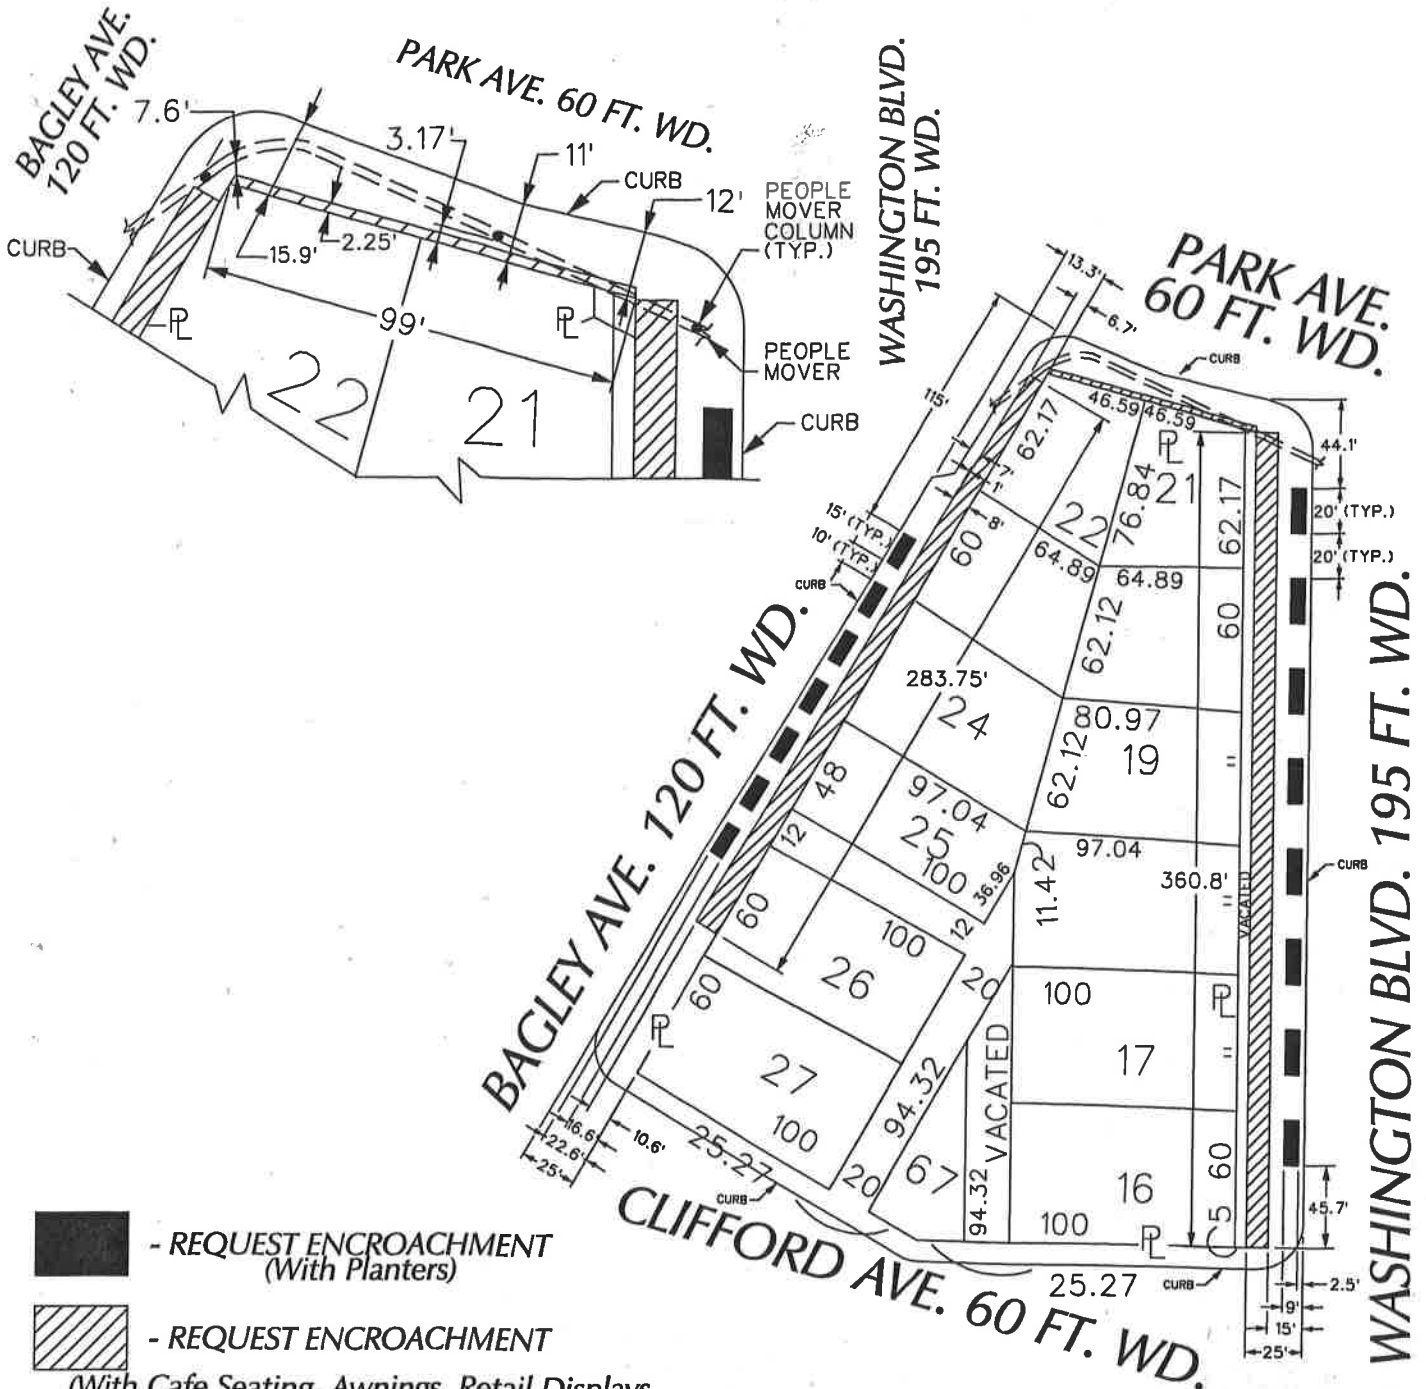 BAGLEY AVE.
120 FT. WD.
PARK AVE. 60 FT. WD.
WASHINGTON BLVD.
195 FT. WD.
7.6'
3.17'
11'
CURB
12'
PEOPLE
MOVER
COLUMN
(TYP.)
CURB
15.9'
2.25'
PL
99'
PL
PEOPLE
MOVER
22
21
CURB
PARK AVE.
60 FT. WD.
13.3'
6.7'
CURB
115'
46.59
46.59
44.1'
62.17
PL
7'
1'
8'
22
76.84
21
62.17
20' (TYP.)
20' (TYP.)
15' (TYP.)
10' (TYP.)
CURB
60
64.89
64.89
62.12
60
283.75'
24
80.97
19
=
62.12
48
97.04
25
12
100
36.96
97.04
11.42
360.8'
=
VACATED
CURB
BAGLEY AVE. 120 FT. WD.
WASHINGTON BLVD. 195 FT. WD.
60
100
12
26
20
100
PL
60
PL
17
=
27
94.32
VACATED
100
16.6'
22.6'
25'
10.6'
25.27
20
67
94.32
16
60
100
PL
5
45.7'
CURB
CLIFFORD AVE. 60 FT. WD.
25.27
CURB
2.5'
9'
15'
25'
- REQUEST ENCROACHMENT
(With Planters)
- REQUEST ENCROACHMENT
(With Cafe Seating, Awnings, Retail Displays